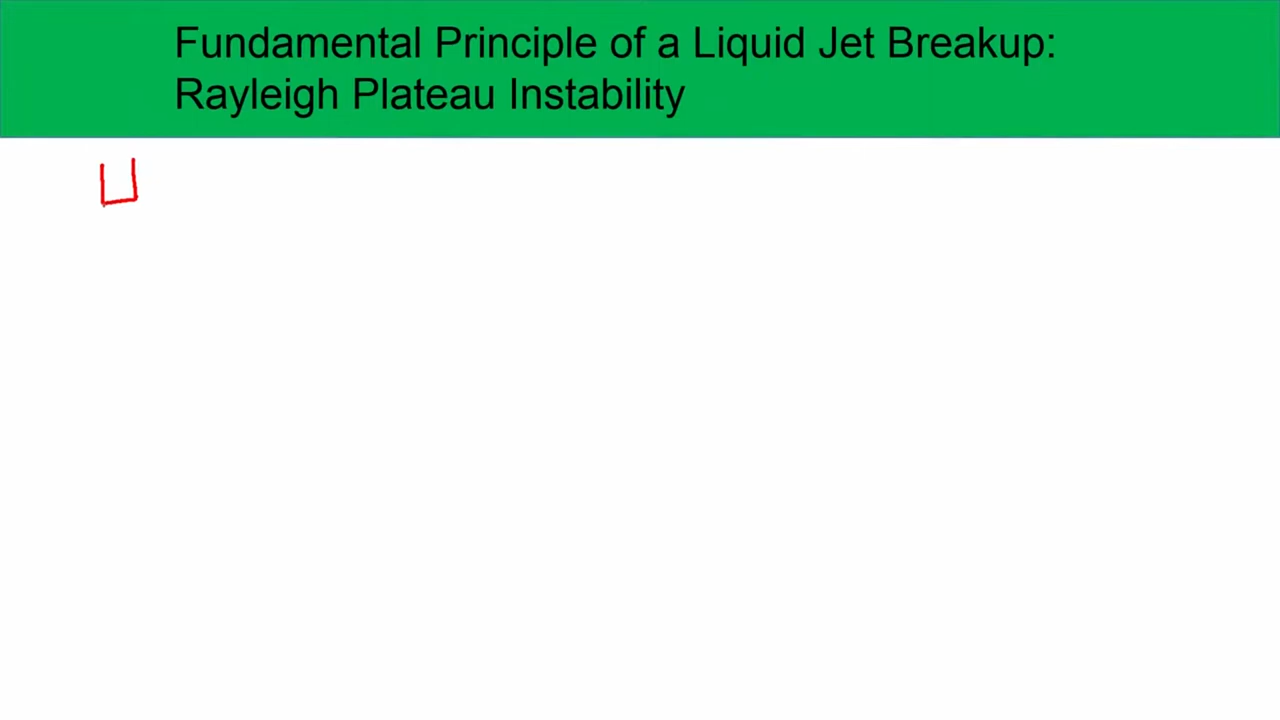 Fundamental Principle of a Liquid Jet Breakup:
Rayleigh Plateau Instability